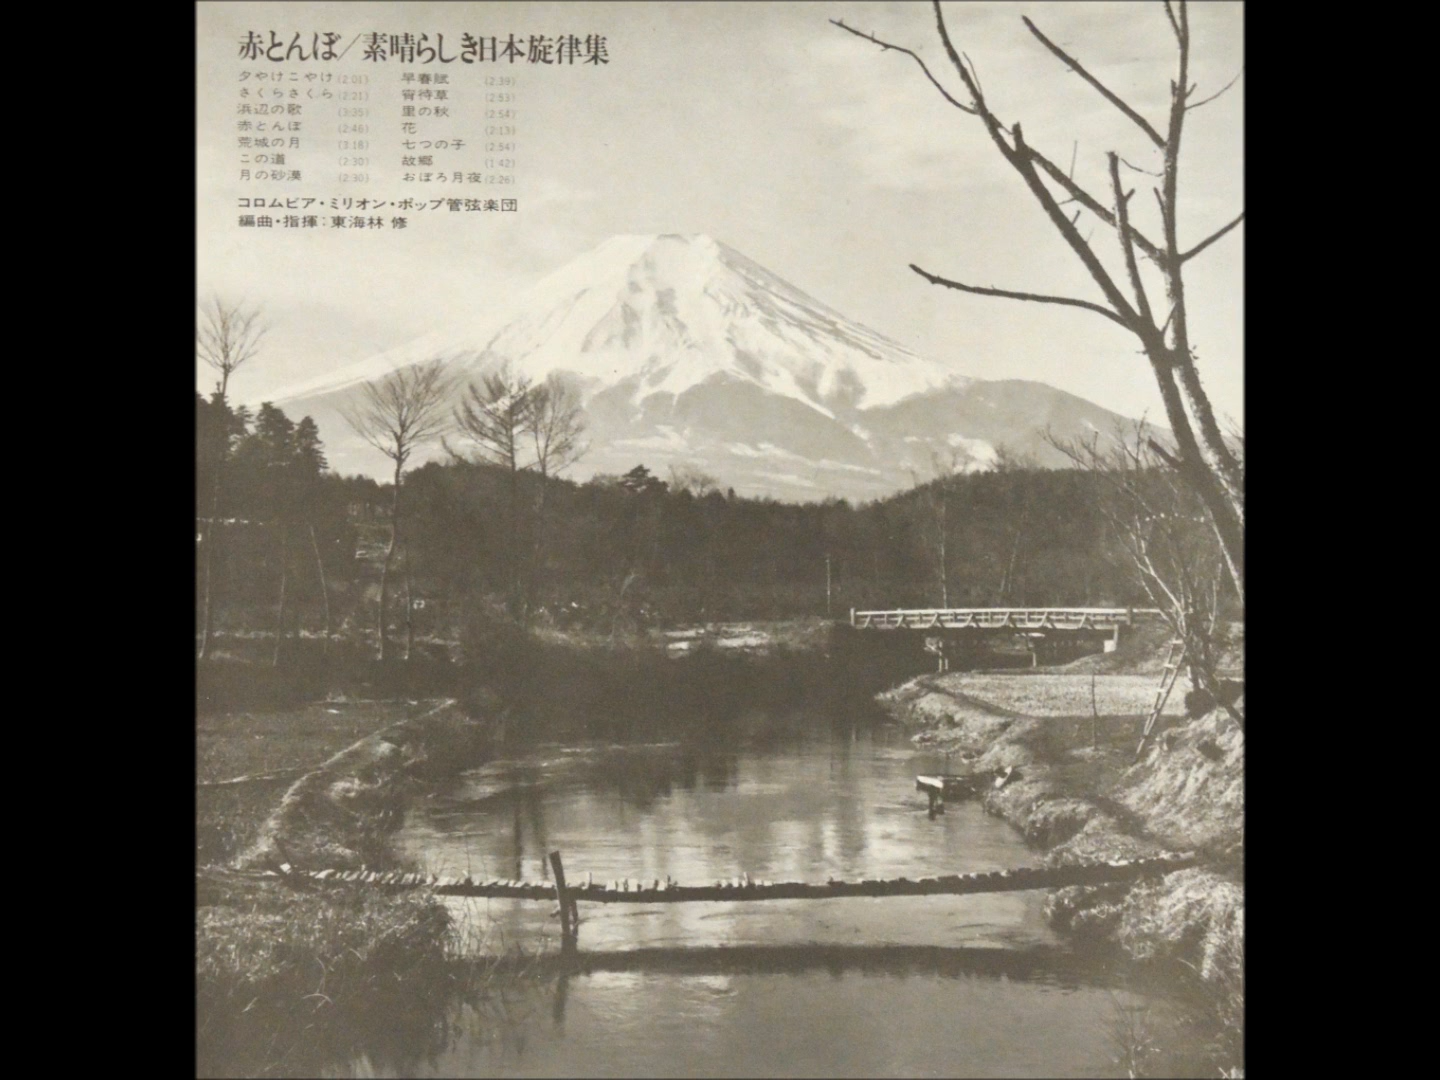 赤とんぼ/素晴らしき日本旋律集
夕やけこやけ(2:01)
さくらさくら(2:21)
浜辺の歌(3:35)
赤とんぼ(2:46)
荒城の月(3:18)
この道(2:30)
月の砂漠(2:30)
早春賦(2:39)
宵待草(2:53)
里の秋(2:54)
花(2:13)
七つの子(2:54)
故郷(1:42)
おぼろ月夜(2:26)
コロムビア・ミリオン・ポップ管弦楽団
編曲・指揮:東海林 修